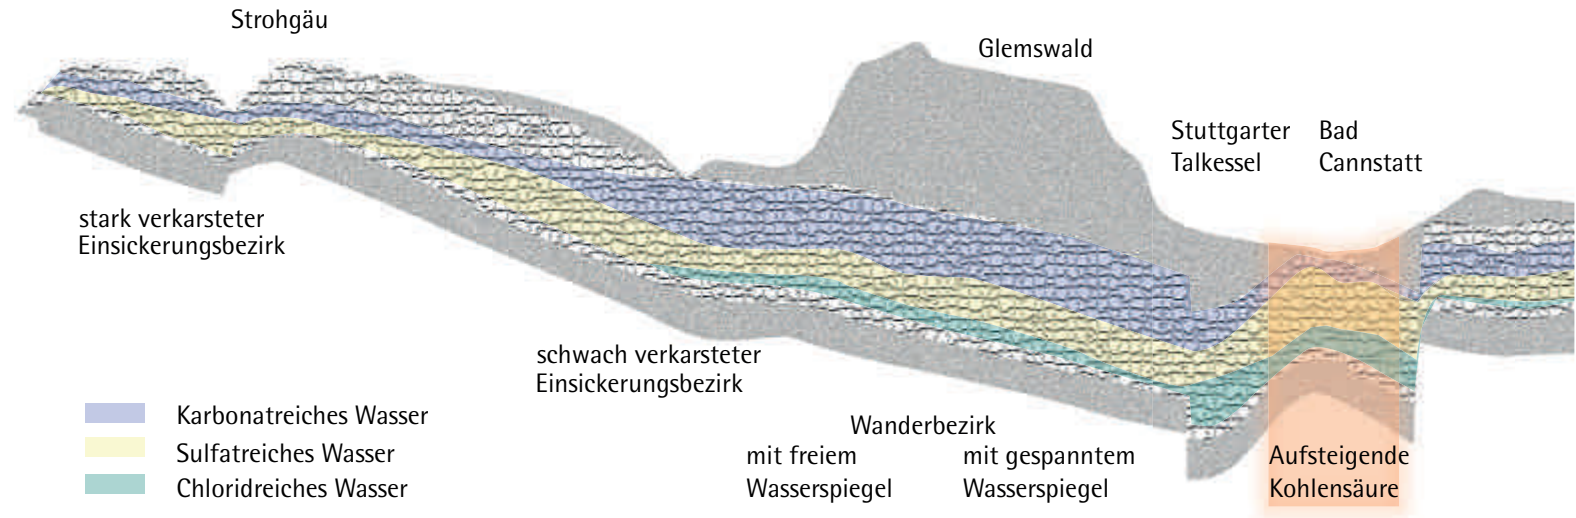 Strohgäu
Glemswald
Stuttgarter
Talkessel
Bad
Cannstatt
stark verkarsteter
Einsickerungsbezirk
schwach verkarsteter
Einsickerungsbezirk
Wanderbezirk
mit freiem
Wasserspiegel
mit gespanntem
Wasserspiegel
Aufsteigende
Kohlensäure
Karbonatreiches Wasser
Sulfatreiches Wasser
Chloridreiches Wasser